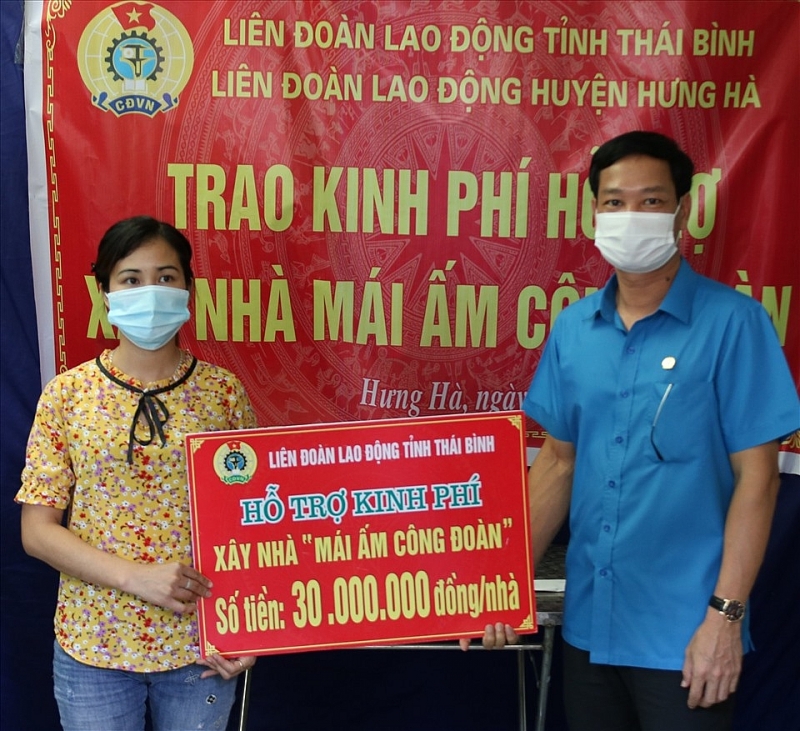 LIÊN ĐOÀN LAO ĐỘNG TỈNH THÁI BÌNH
LIÊN ĐOÀN LAO ĐỘNG HUYỆN HƯNG HÀ
CĐVN
TRAO KINH PHÍ
NHÀ MÁI ẤM
Hưng Hà, ngày
LIÊN ĐOÀN LAO ĐỘNG TỈNH THÁI BÌNH
HỖ TRỢ KINH PHÍ
XÂY NHÀ "MÁI ẤM CÔNG ĐOÀN"
Số tiền: 30.000.000 đồng/nhà